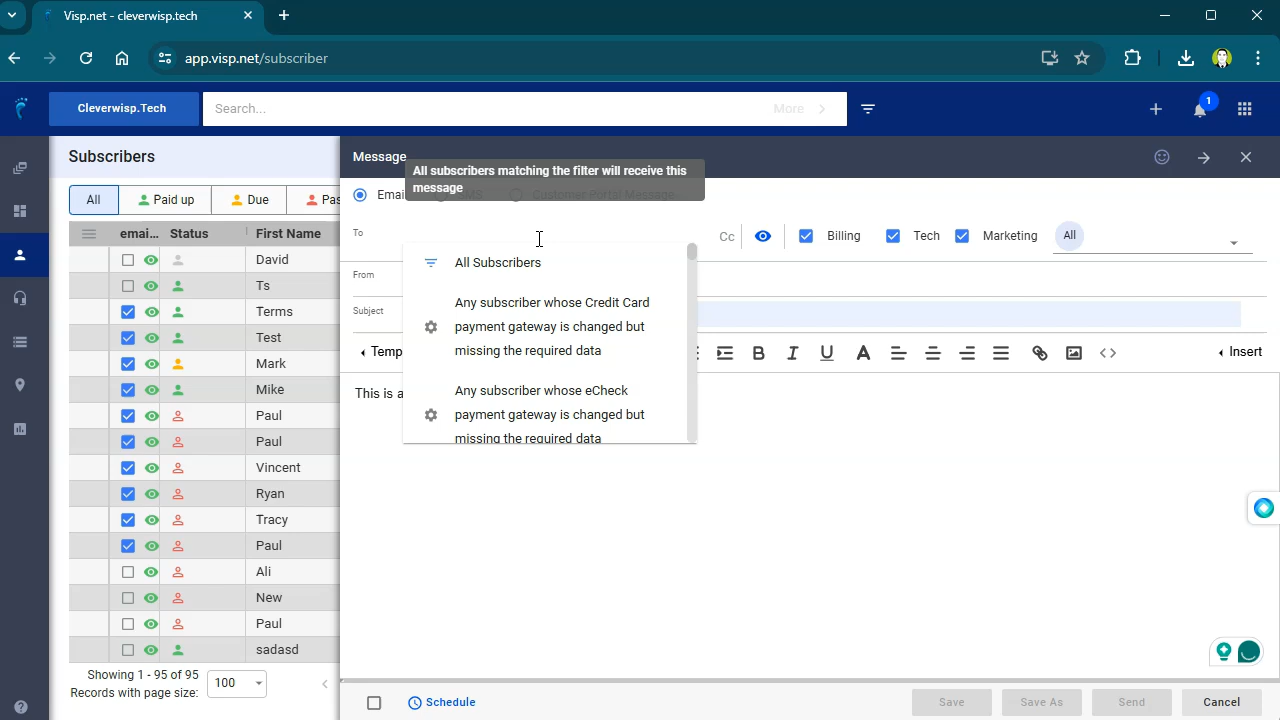 Visp.net - cleverwisp.tech
app.visp.net/subscriber
Cleverwisp.Tech
Search...
More
1
Subscribers
Message
All subscribers matching the filter will receive this
message
All
Paid up
Due
Pas
Email
SMS
Customer Portal Message
To
Cc
Billing
Tech
Marketing
All
emai...
Status
First Name
David
Ts
Terms
Test
Mark
Mike
Paul
Paul
Vincent
Ryan
Tracy
Paul
Ali
New
Paul
sadasd
All Subscribers
From
Any subscriber whose Credit Card
payment gateway is changed but
missing the required data
Subject
Temp
Insert
Any subscriber whose eCheck
payment gateway is changed but
missing the required data
This is a
Showing 1 - 95 of 95
Records with page size:
100
Schedule
Save
Save As
Send
Cancel